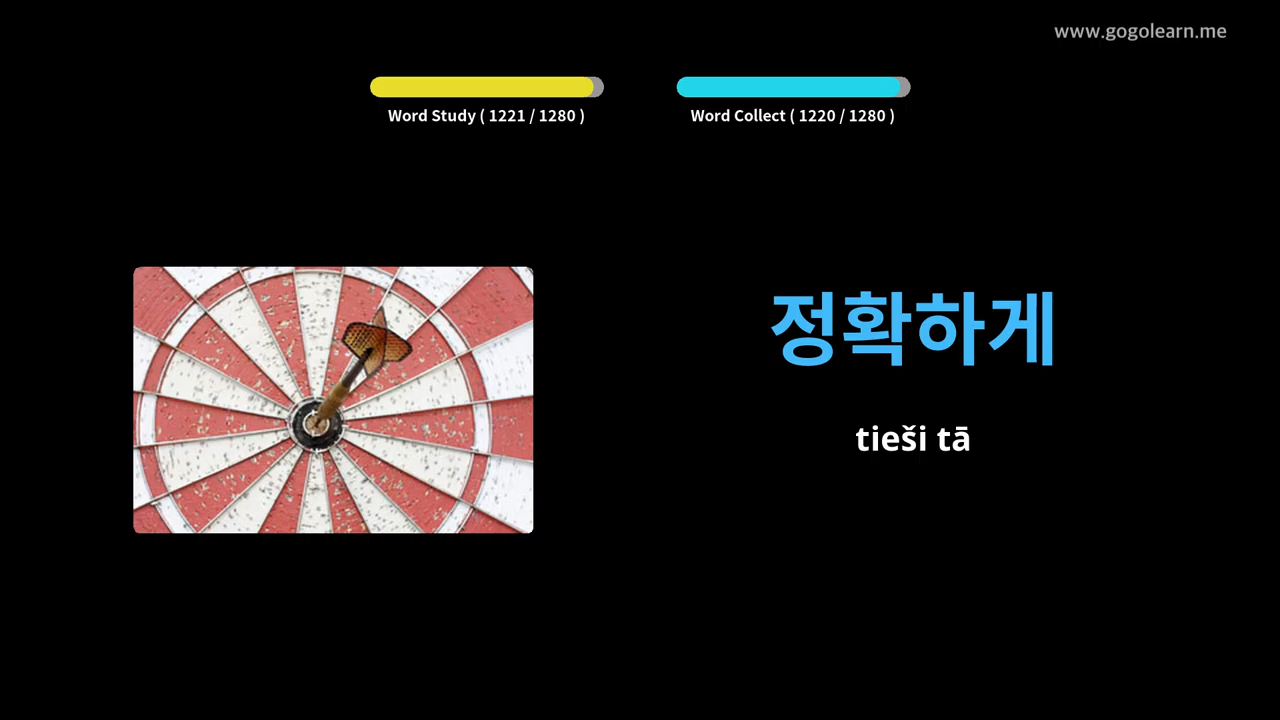 www.gogolearn.me
Word Study ( 1221 / 1280 )
Word Collect ( 1220 / 1280 )
정확하게
tieši tā